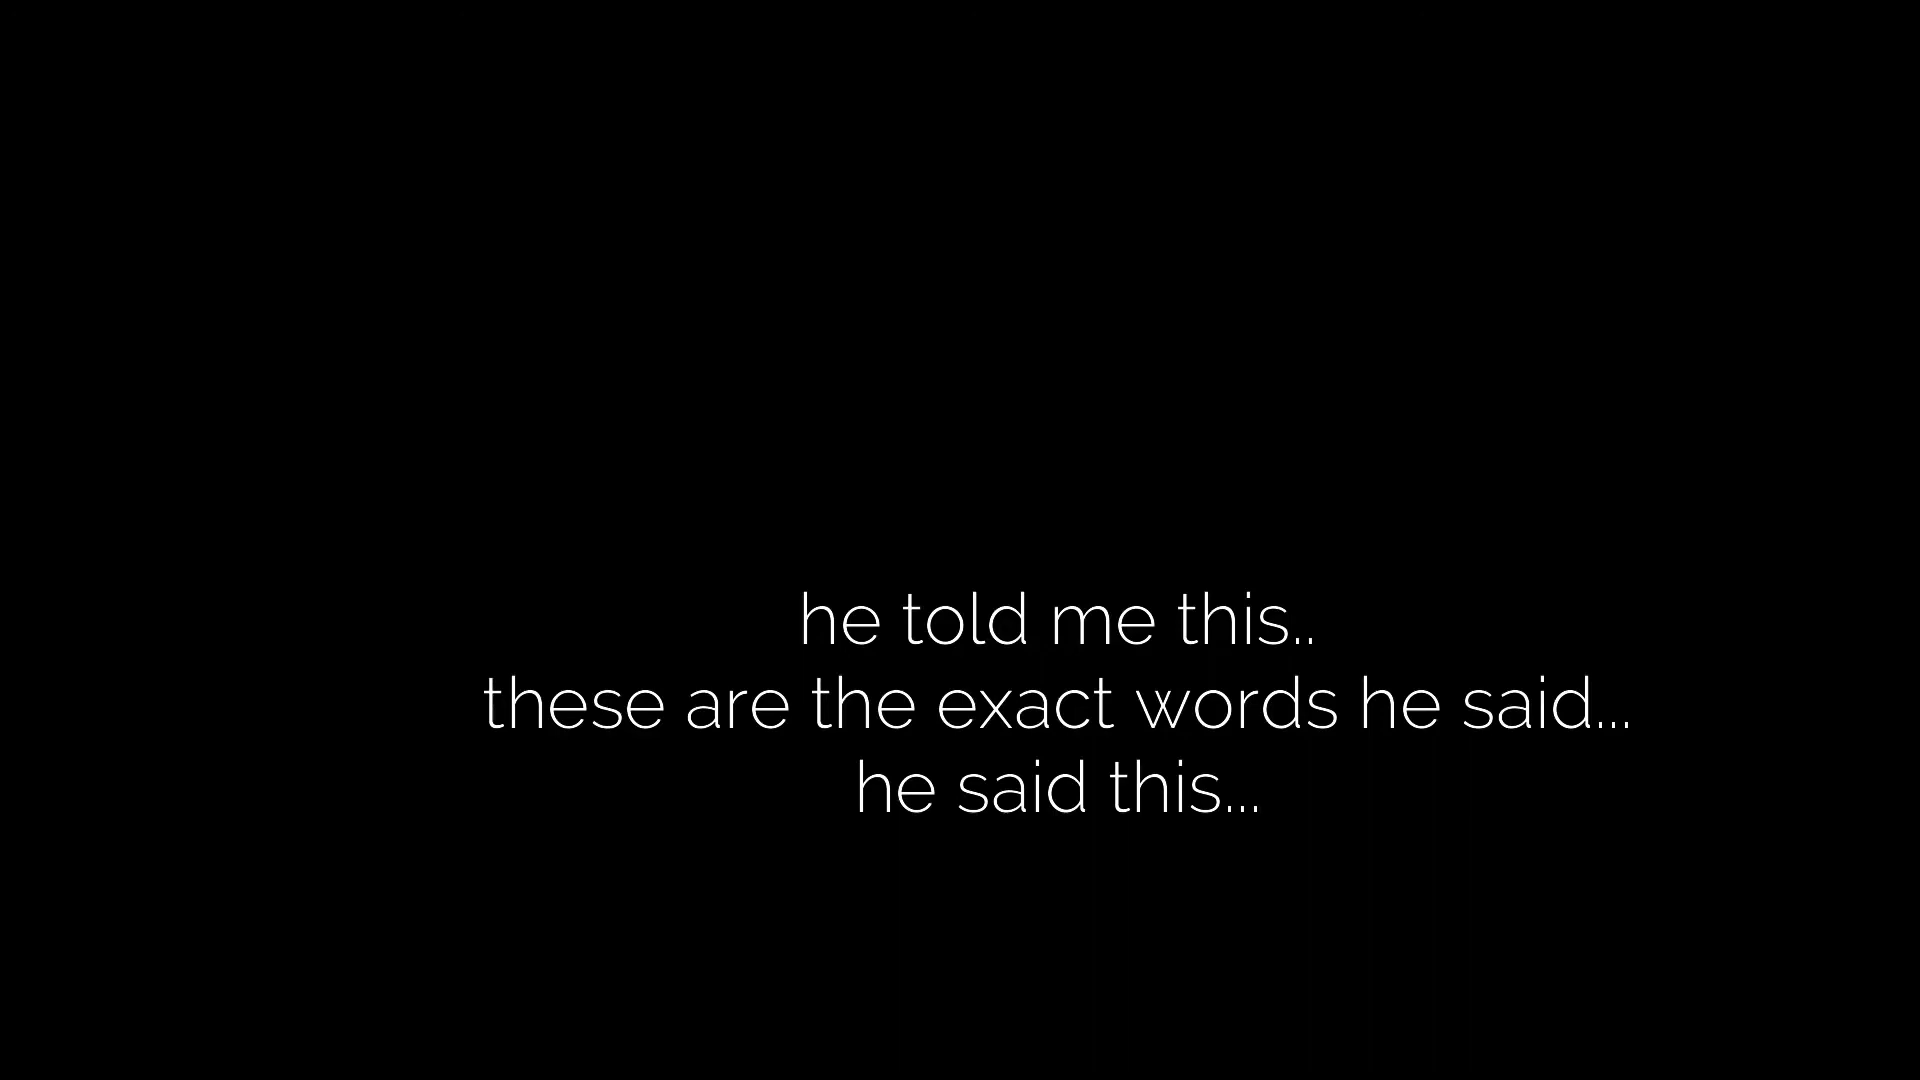 he told me this..
these are the exact words he said...
he said this...